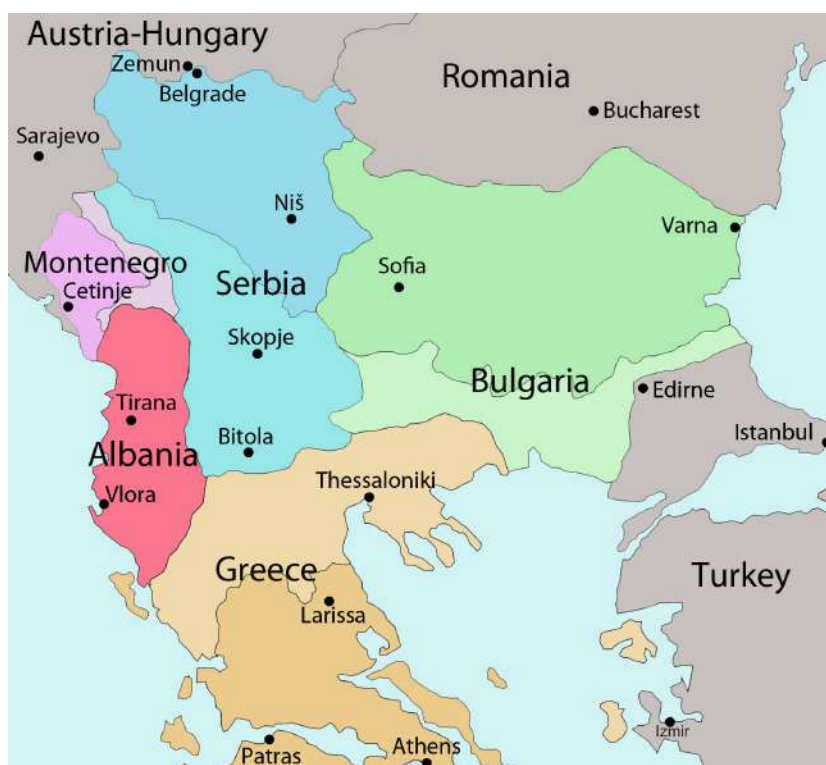 Austria-Hungary
Zemun
Belgrade
Romania
Bucharest
Sarajevo
Niš
Varna
Montenegro
Cetinje
Serbia
Sofia
Skopje
Bulgaria
Edirne
Tirana
Albania
Bitola
Istanbul
Vlora
Thessaloniki
Greece
Larissa
Turkey
Izmir
Patras
Athens